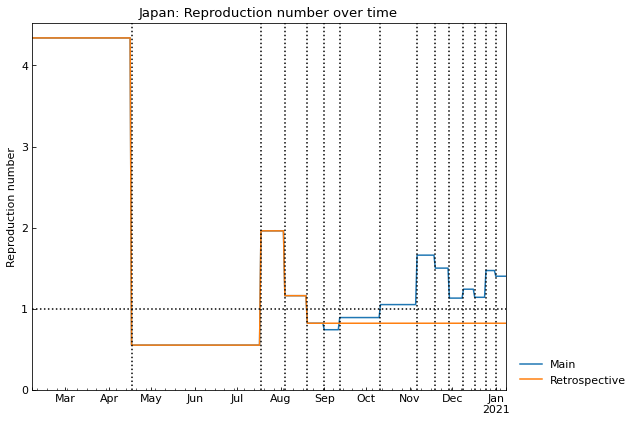 Japan: Reproduction number over time
Reproduction number
4
3
2
1
0
Mar Apr May Jun Jul Aug Sep Oct Nov Dec Jan
2021
Main
Retrospective